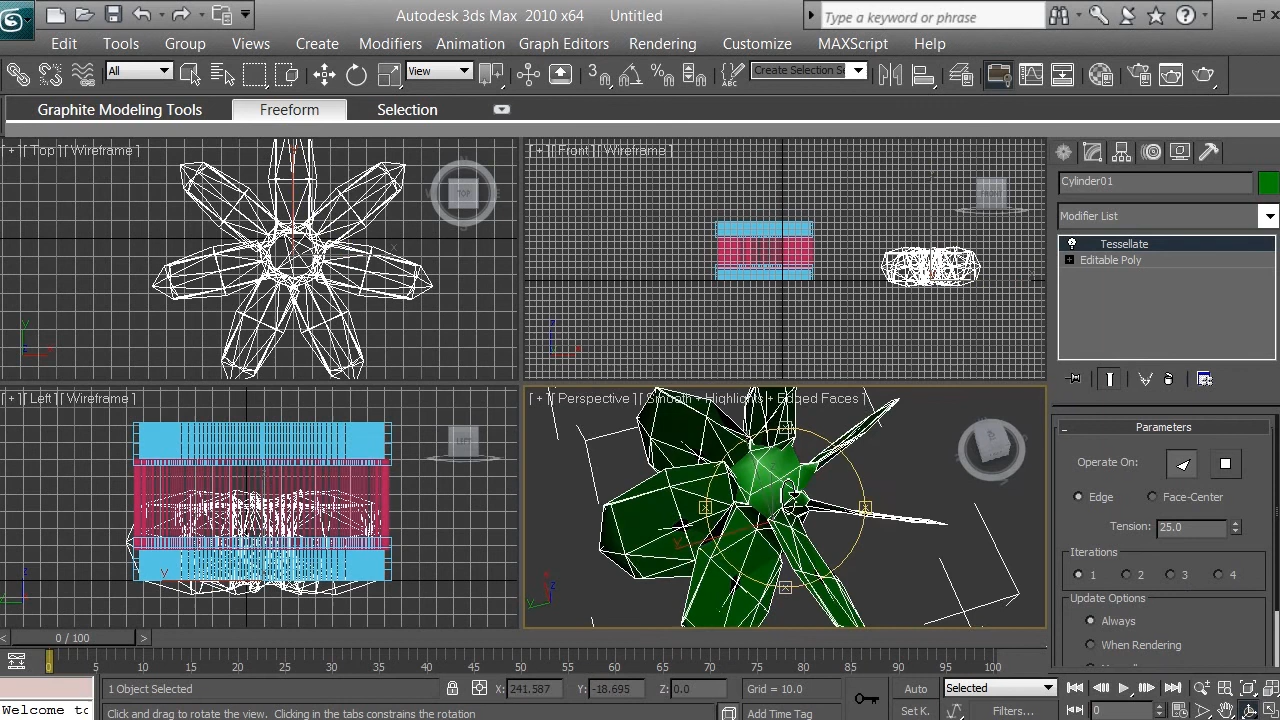 Autodesk 3ds Max 2010 x64 Untitled
Type a keyword or phrase
Edit Tools Group Views Create Modifiers Animation Graph Editors Rendering Customize MAXScript Help
All
View
3
ABC
Create Selection Se
Graphite Modeling Tools Freeform Selection
[ + ] Top ] [ Wireframe ]
TOP
[ + ] Front ] [ Wireframe ]
FRONT
Cylinder01
Modifier List
Tessellate
Editable Poly
[ + ] Left ] [ Wireframe ]
LEFT
[ + ] Perspective ] [ Smooth + Highlights + Edged Faces ]
Parameters
Operate On:
Edge Face-Center
Tension: 25.0
Iterations
1 2 3 4
Update Options
Always
When Rendering
0 / 100
0 5 10 15 20 25 30 35 40 45 50 55 60 65 70 75 80 85 90 95 100
1 Object Selected
X: 241.587 Y: -18.695 Z: 0.0
Grid = 10.0
Auto
Selected
Welcome to
Click and drag to rotate the view. Clicking in the tabs constrains the rotation
Add Time Tag
Set K.
Filters...
0